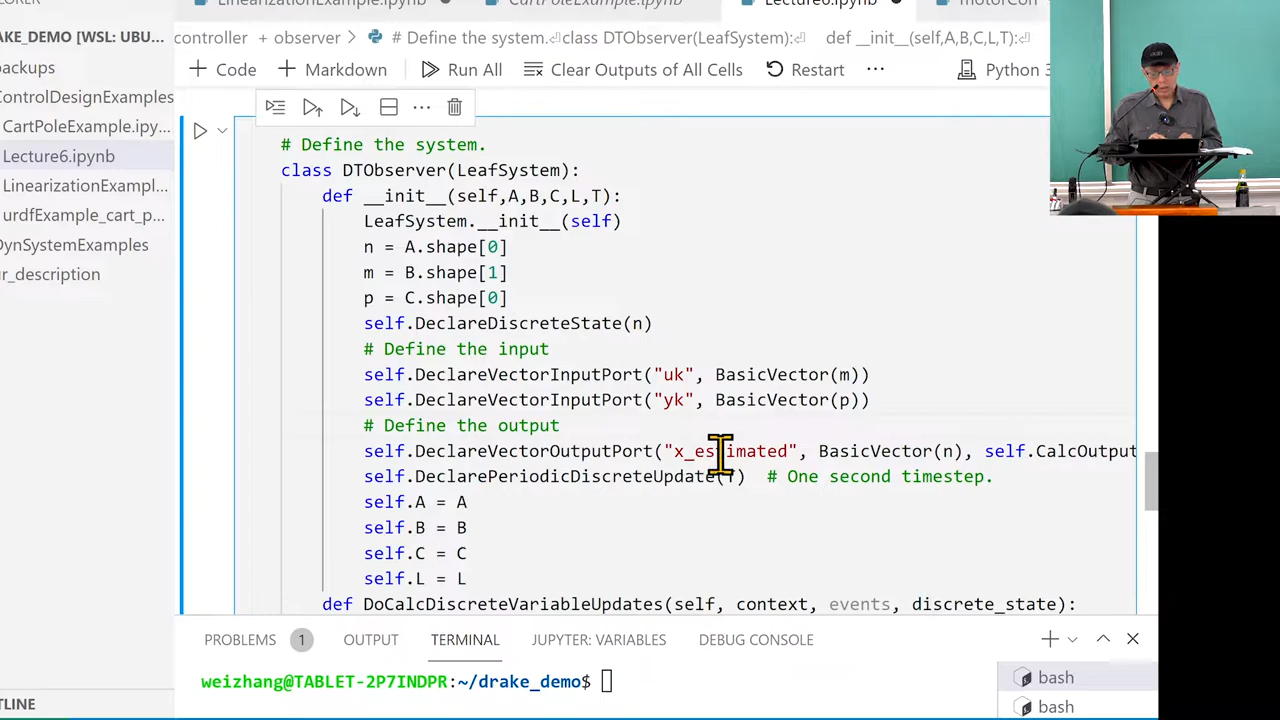 LinearizationExample.ipynb
CartPoleExample.ipynb
Lecture6.ipynb
motorCon
LORER
AKE_DEMO [WSL: UBU...
controller + observer > # Define the system.⏎class DTObserver(LeafSystem):⏎ def __init__(self,A,B,C,L,T):⏎
backups
+ Code + Markdown Run All Clear Outputs of All Cells Restart ... Python 3
ControlDesignExamples
CartPoleExample.ipy...
Lecture6.ipynb
LinearizationExampl...
urdfExample_cart_p...
DynSystemExamples
ur_description
# Define the system.
class DTObserver(LeafSystem):
def __init__(self,A,B,C,L,T):
LeafSystem.__init__(self)
n = A.shape[0]
m = B.shape[1]
p = C.shape[0]
self.DeclareDiscreteState(n)
# Define the input
self.DeclareVectorInputPort("uk", BasicVector(m))
self.DeclareVectorInputPort("yk", BasicVector(p))
# Define the output
self.DeclareVectorOutputPort("x_estimated", BasicVector(n), self.CalcOutput
self.DeclarePeriodicDiscreteUpdate(T) # One second timestep.
self.A = A
self.B = B
self.C = C
self.L = L
def DoCalcDiscreteVariableUpdates(self, context, events, discrete_state):
PROBLEMS 1 OUTPUT TERMINAL JUPYTER: VARIABLES DEBUG CONSOLE
weizhang@TABLET-2P7INDPR:~/drake_demo$
bash
bash
TLINE